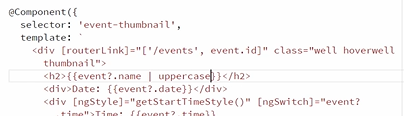 @Component({
selector: 'event-thumbnail',
template: `
<div [routerLink]="['/events', event.id]" class="well hoverwell
thumbnail">
<h2>{{event?.name | uppercase}}</h2>
<div>Date: {{event?.date}}</div>
<div [ngStyle]="getStartTimeStyle()" [ngSwitch]="event?
.time">Time: {{event?.time}}